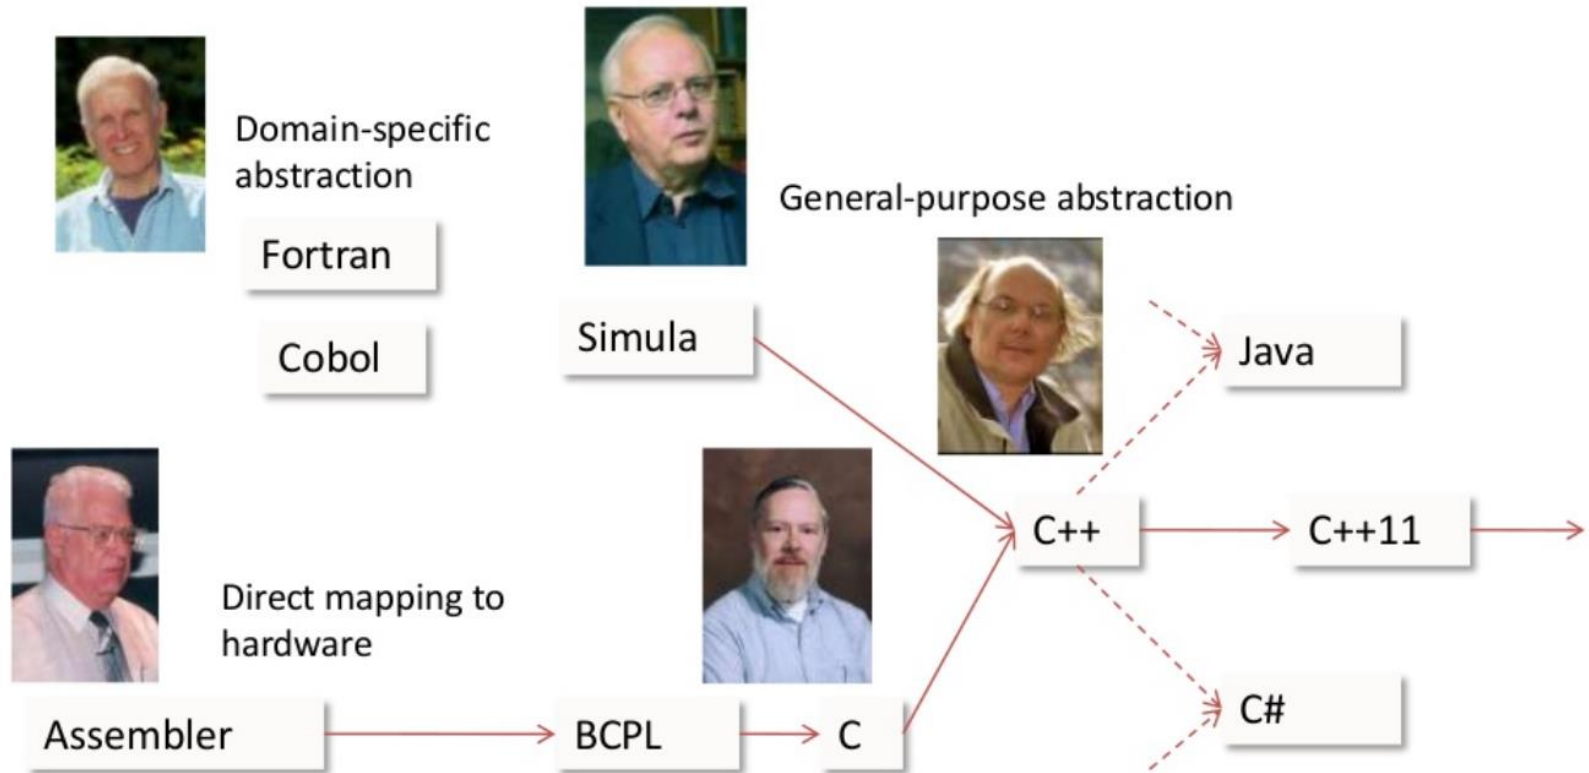 Domain-specific
abstraction
Fortran
Cobol
Simula
General-purpose abstraction
Java
C++
C++11
Direct mapping to
hardware
Assembler
BCPL
C
C#